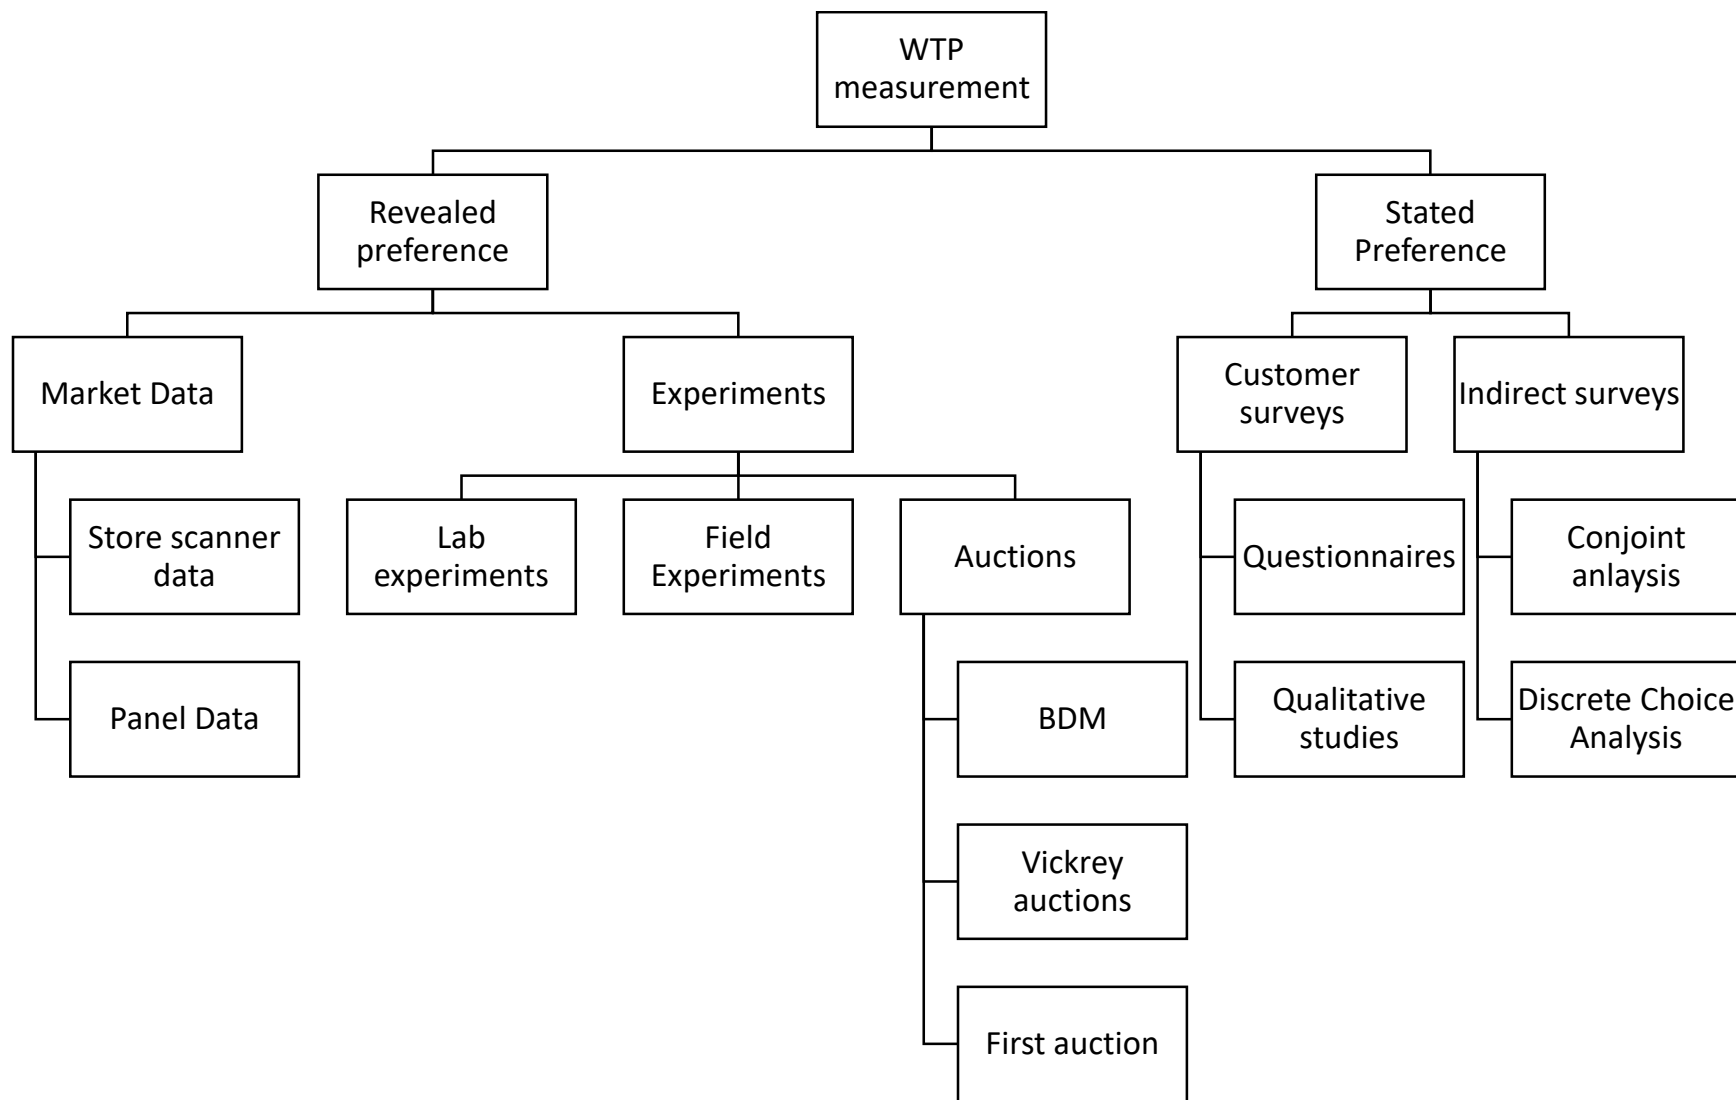 WTP
measurement
Revealed
preference
Stated
Preference
Market Data
Experiments
Customer
surveys
Indirect surveys
Store scanner
data
Lab
experiments
Field
Experiments
Auctions
Questionnaires
Conjoint
anlaysis
Panel Data
BDM
Qualitative
studies
Discrete Choice
Analysis
Vickrey
auctions
First auction